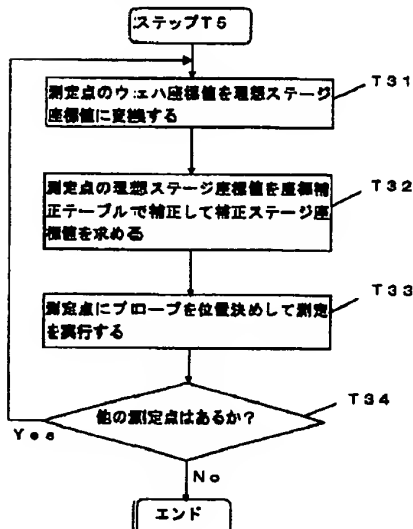 ステップT5
測定点のウェハ座標値を理想ステージ
座標値に変換する
T31
測定点の理想ステージ座標値を座標補
正テーブルで補正して補正ステージ座
標値を求める
T32
測定点にプローブを位置決めして測定
を実行する
T33
他の測定点はあるか?
T34
Yes
No
エンド